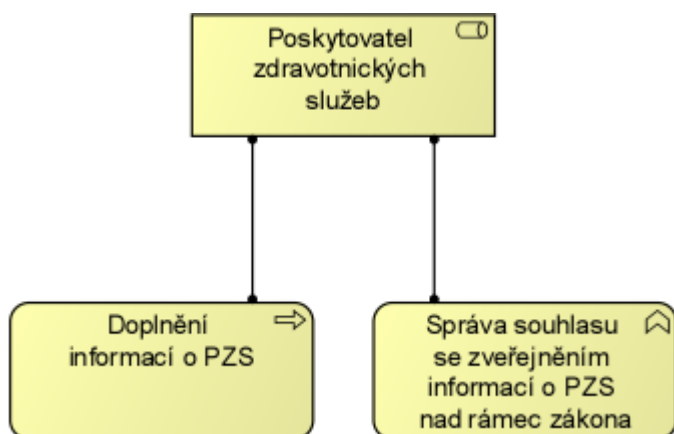 Poskytovatel
zdravotnických
služeb
Doplnění
informací o PZS
Správa souhlasu
se zveřejněním
informací o PZS
nad rámec zákona